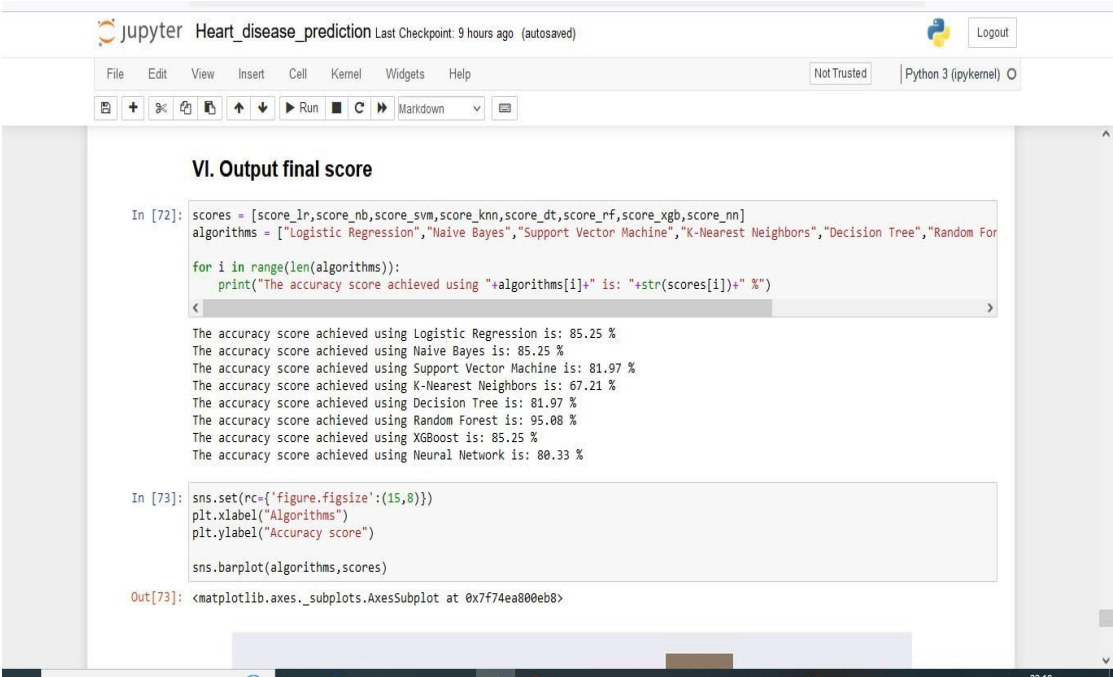 jupyter Heart_disease_prediction Last Checkpoint: 9 hours ago (autosaved)
Logout
File Edit View Insert Cell Kernel Widgets Help
Not Trusted
Python 3 (ipykernel)
Run
Markdown
VI. Output final score
In [72]: scores = [score_lr,score_nb,score_svm,score_knn,score_dt,score_rf,score_xgb,score_nn]
algorithms = ["Logistic Regression","Naive Bayes","Support Vector Machine","K-Nearest Neighbors","Decision Tree","Random For
for i in range(len(algorithms)):
    print("The accuracy score achieved using "+algorithms[i]+" is: "+str(scores[i])+" %")
The accuracy score achieved using Logistic Regression is: 85.25 %
The accuracy score achieved using Naive Bayes is: 85.25 %
The accuracy score achieved using Support Vector Machine is: 81.97 %
The accuracy score achieved using K-Nearest Neighbors is: 67.21 %
The accuracy score achieved using Decision Tree is: 81.97 %
The accuracy score achieved using Random Forest is: 95.08 %
The accuracy score achieved using XGBoost is: 85.25 %
The accuracy score achieved using Neural Network is: 80.33 %
In [73]: sns.set(rc={'figure.figsize':(15,8)})
plt.xlabel("Algorithms")
plt.ylabel("Accuracy score")
sns.barplot(algorithms,scores)
Out[73]: <matplotlib.axes._subplots.AxesSubplot at 0x7f74ea800eb8>